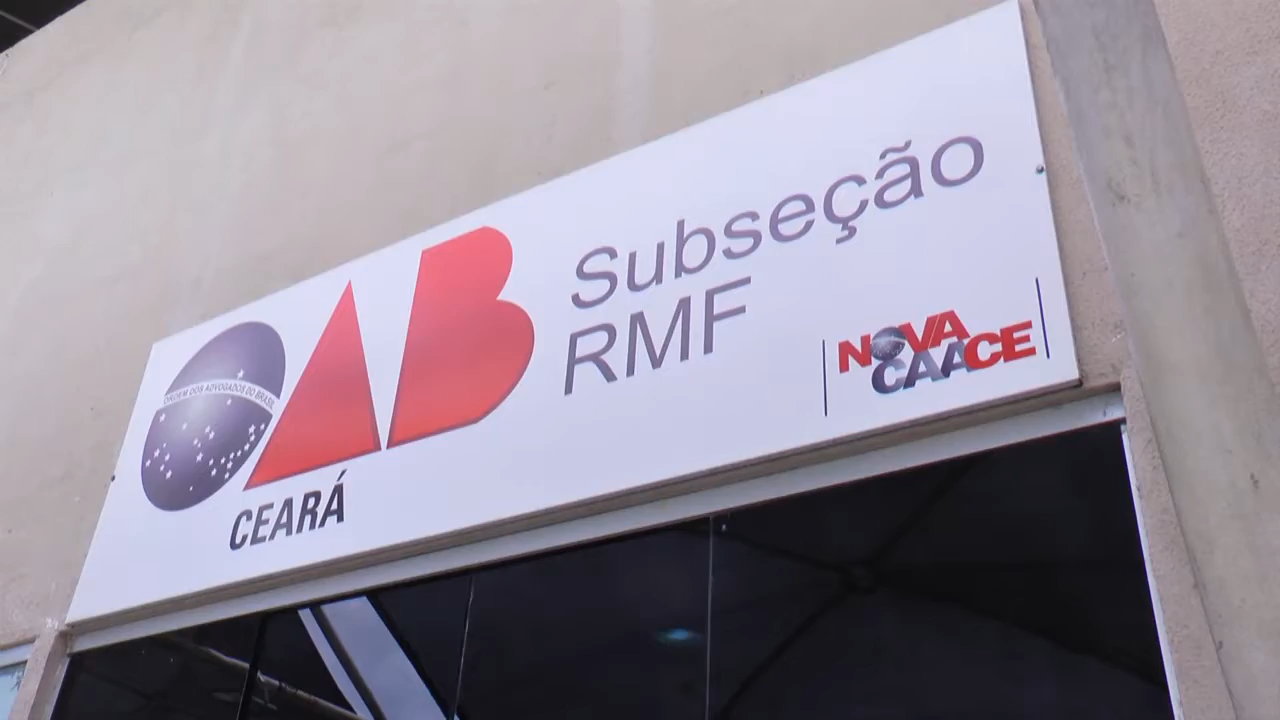 OAB
ORDEM DOS ADVOGADOS DO BRASIL
CEARÁ
Subseção
RMF
NOVA
CAACE